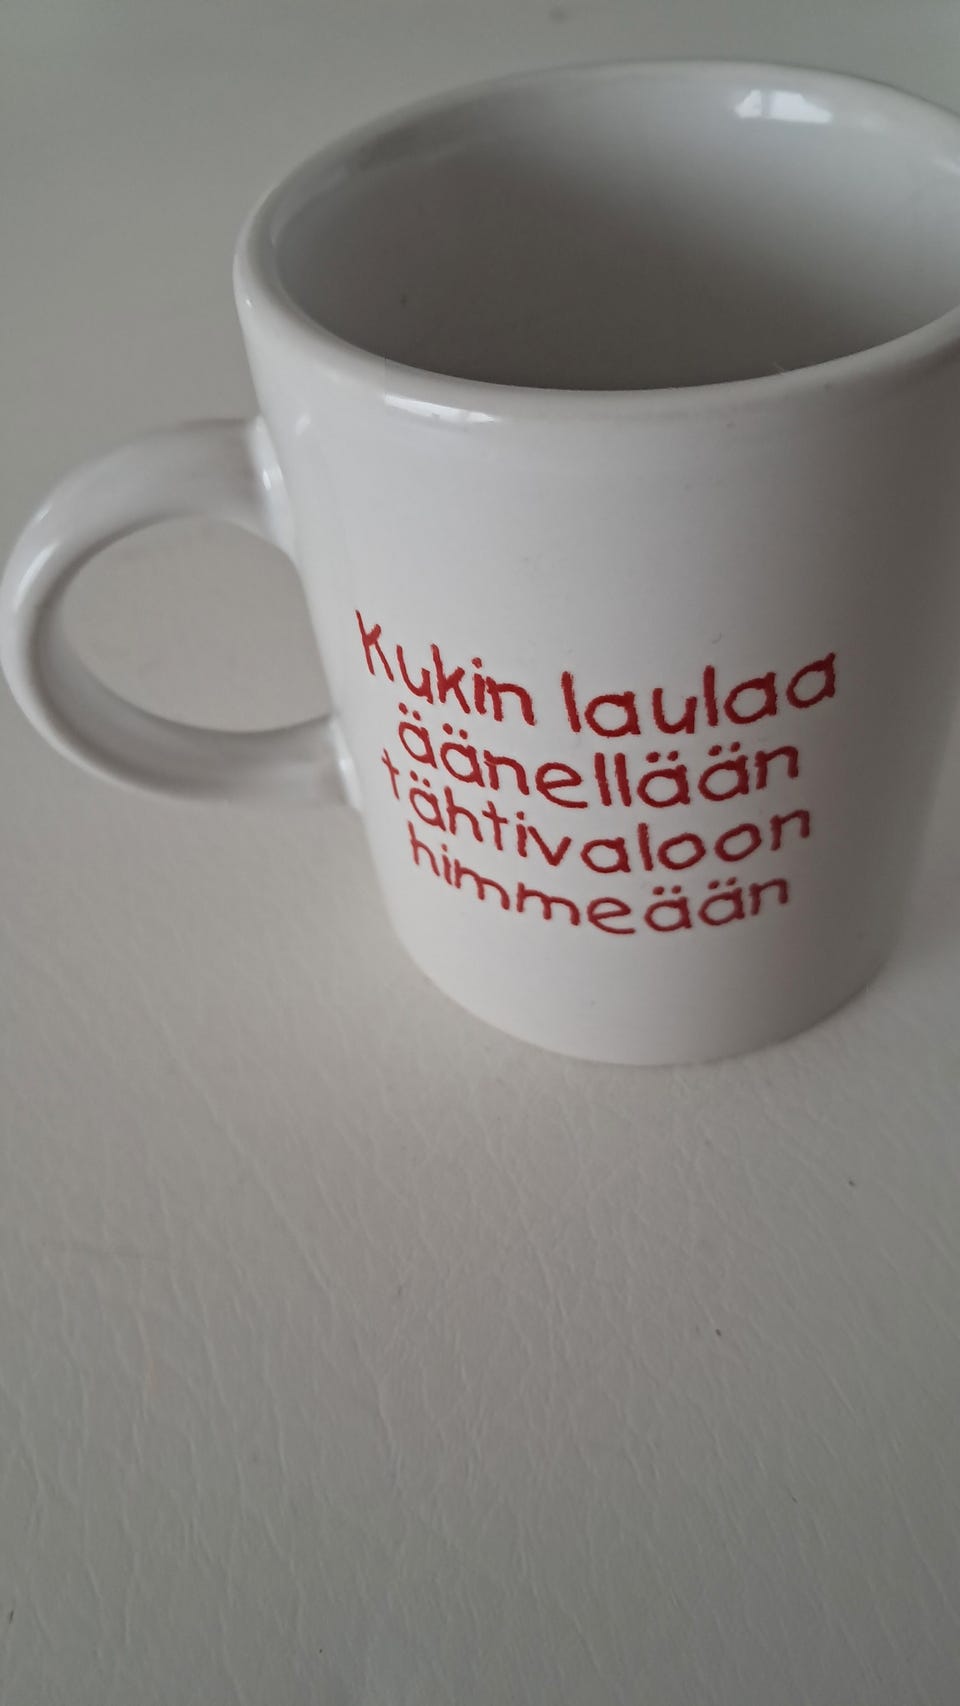 Kukin laulaa
äänellään
tähtivaloon
himmeään